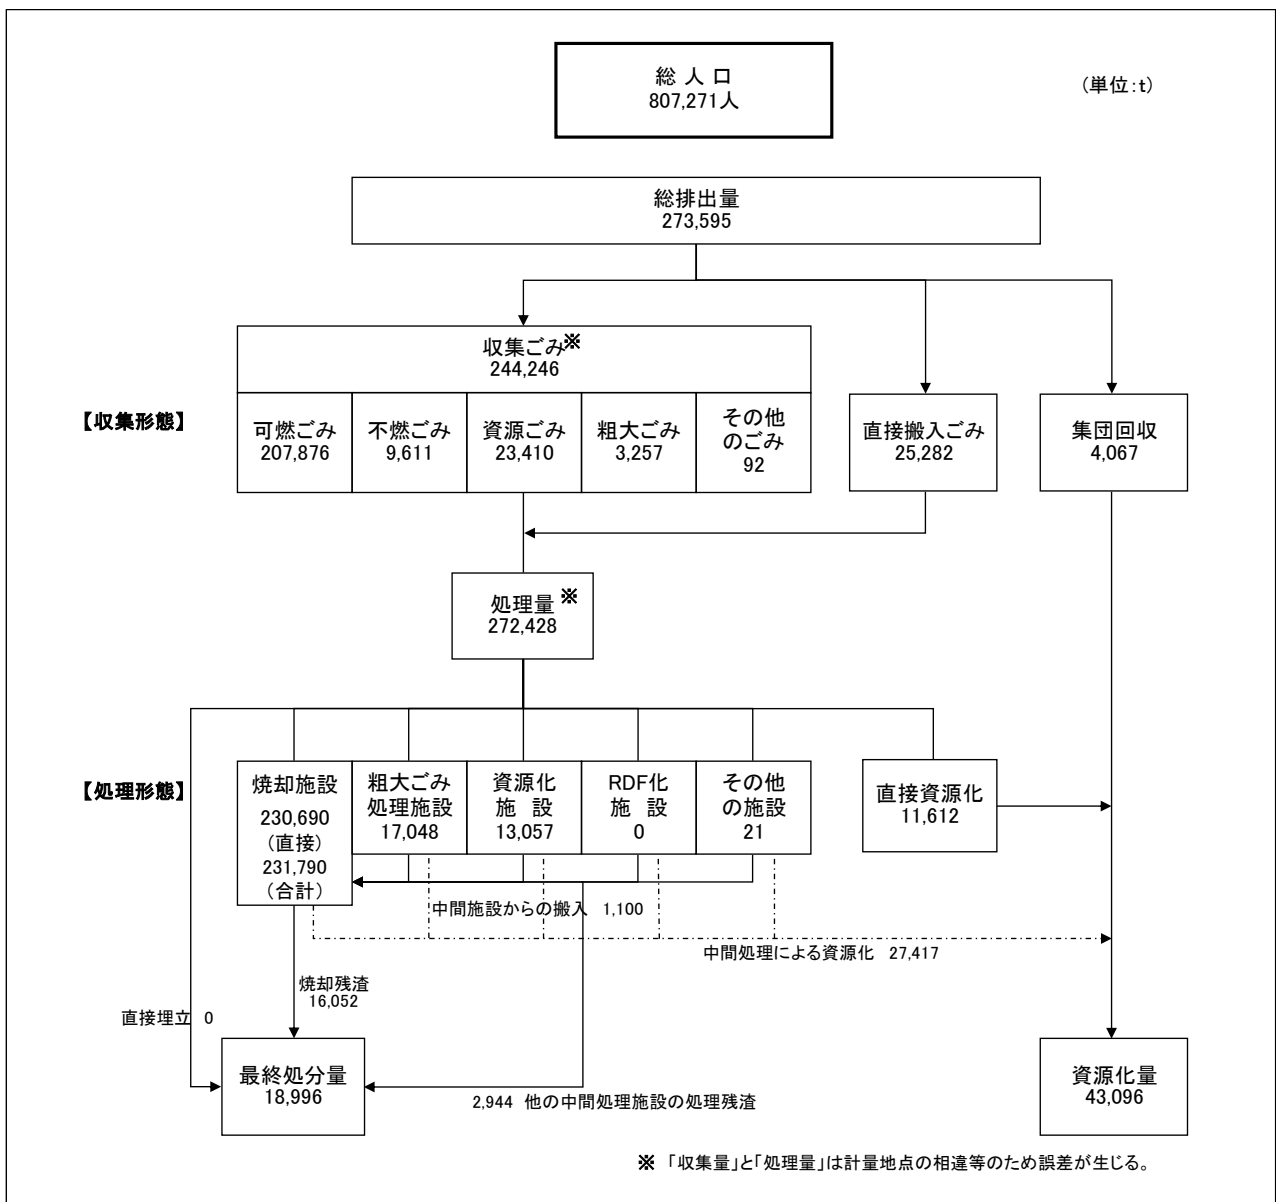 総 人 口
807,271人
(単位:t)
総排出量
273,595
収集ごみ※
244,246
【収集形態】
可燃ごみ
207,876
不燃ごみ
9,611
資源ごみ
23,410
粗大ごみ
3,257
その他
のごみ
92
直接搬入ごみ
25,282
集団回収
4,067
処理量※
272,428
【処理形態】
焼却施設
230,690
(直接)
231,790
(合計)
粗大ごみ
処理施設
17,048
資源化
施 設
13,057
RDF化
施 設
0
その他
の施設
21
直接資源化
11,612
中間施設からの搬入 1,100
中間処理による資源化 27,417
焼却残渣
16,052
直接埋立 0
最終処分量
18,996
2,944 他の中間処理施設の処理残渣
資源化量
43,096
※ 「収集量」と「処理量」は計量地点の相違等のため誤差が生じる。